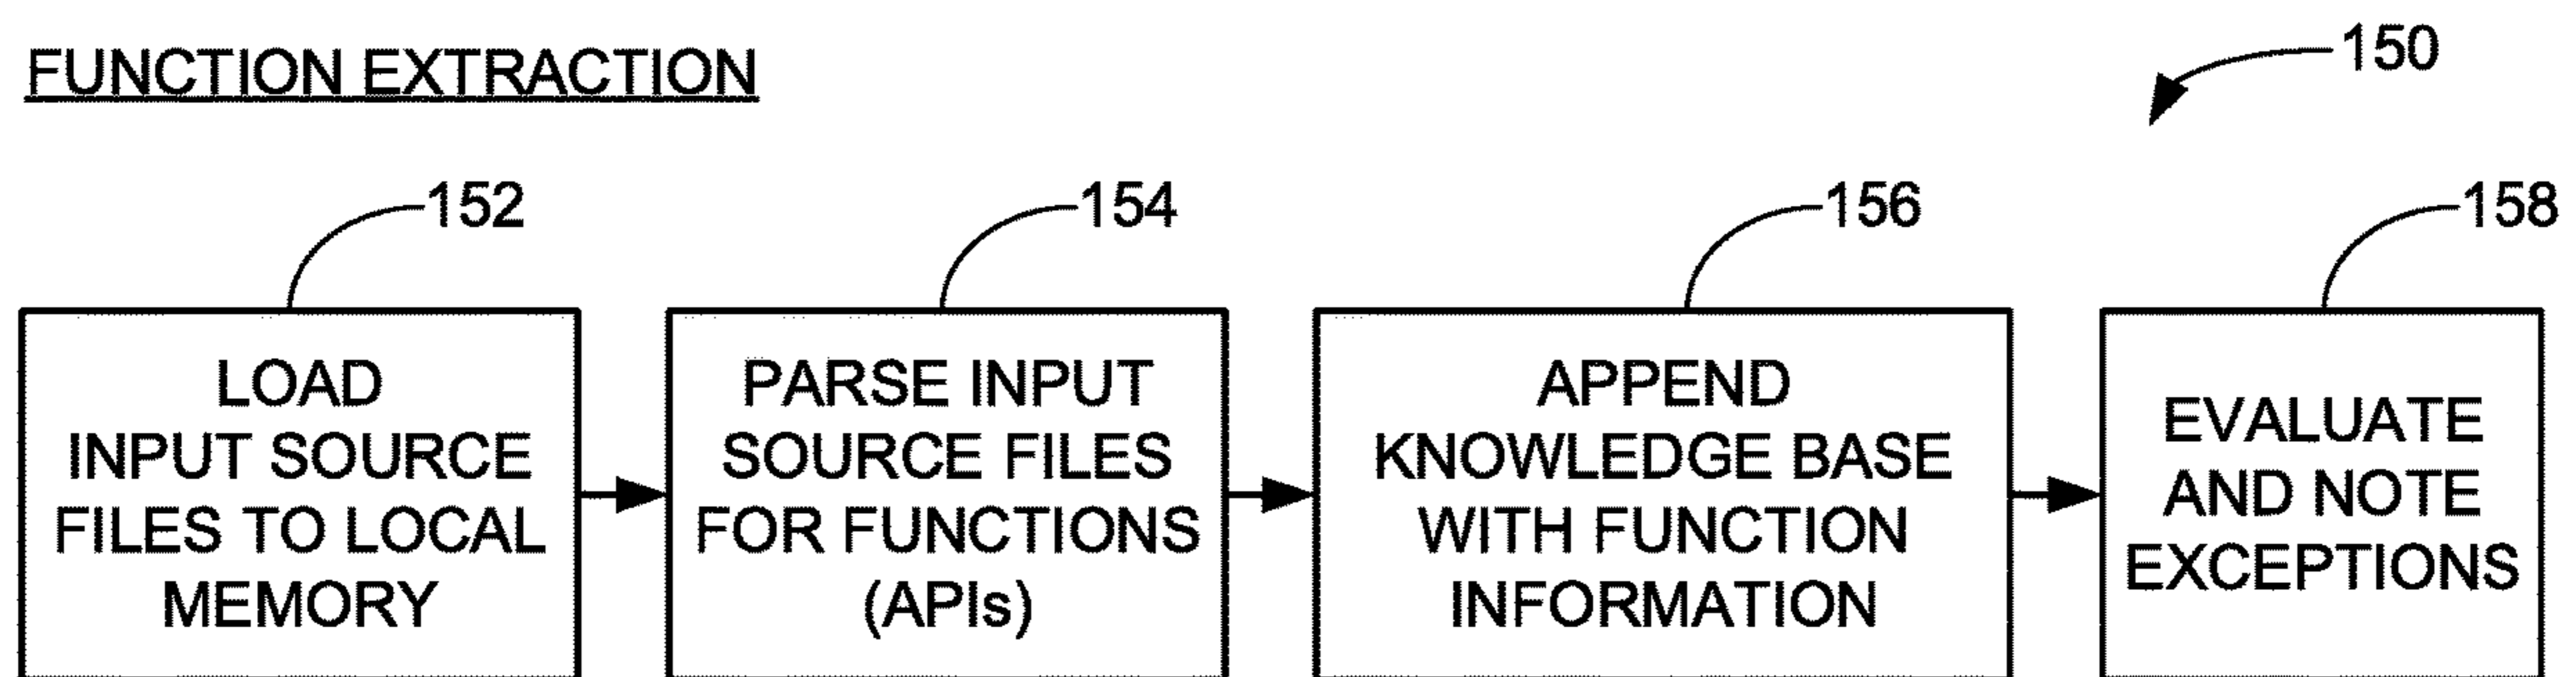 FUNCTION EXTRACTION
150
152
154
156
158
LOAD
INPUT SOURCE
FILES TO LOCAL
MEMORY
PARSE INPUT
SOURCE FILES
FOR FUNCTIONS
(APIs)
APPEND
KNOWLEDGE BASE
WITH FUNCTION
INFORMATION
EVALUATE
AND NOTE
EXCEPTIONS